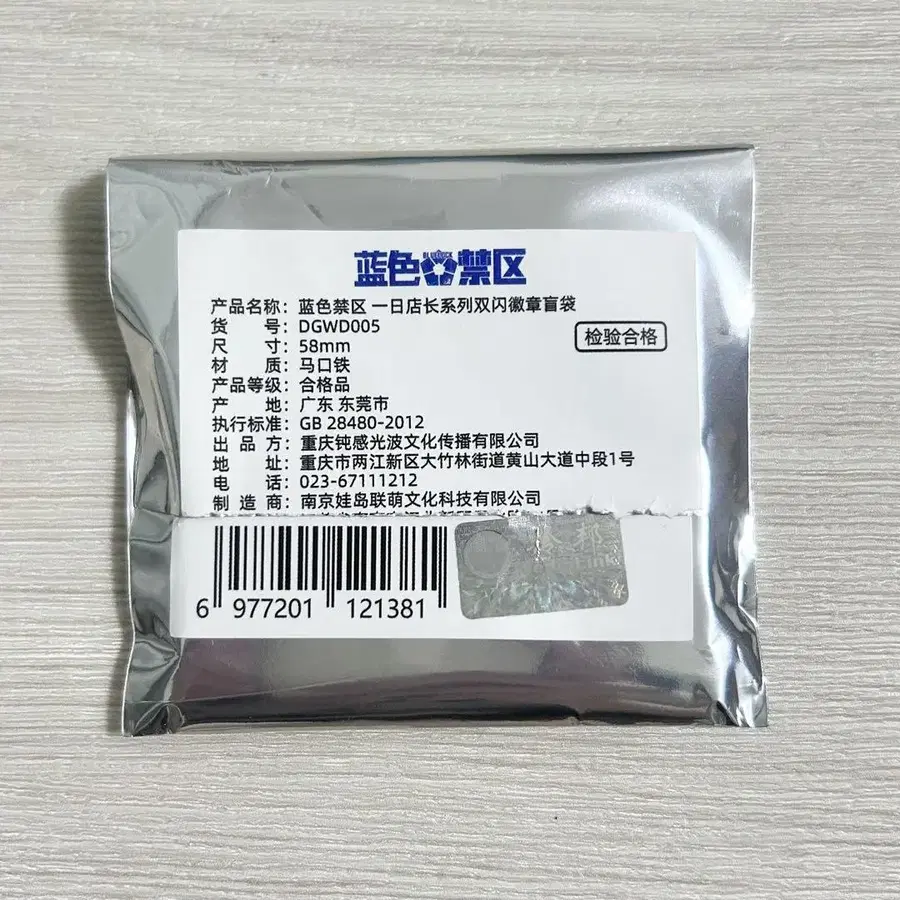 蓝色禁区
产品名称：蓝色禁区 一日店长系列双闪徽章盲袋
货 号：DGWD005
尺 寸：58mm
材 质：马口铁
产品等级：合格品
产 地：广东 东莞市
执行标准：GB 28480-2012
出 品 方：重庆钝感光波文化传播有限公司
地 址：重庆市两江新区大竹林街道黄山大道中段1号
电 话：023-67111212
制 造 商：南京娃岛联萌文化科技有限公司
检验合格
6 977201 121381